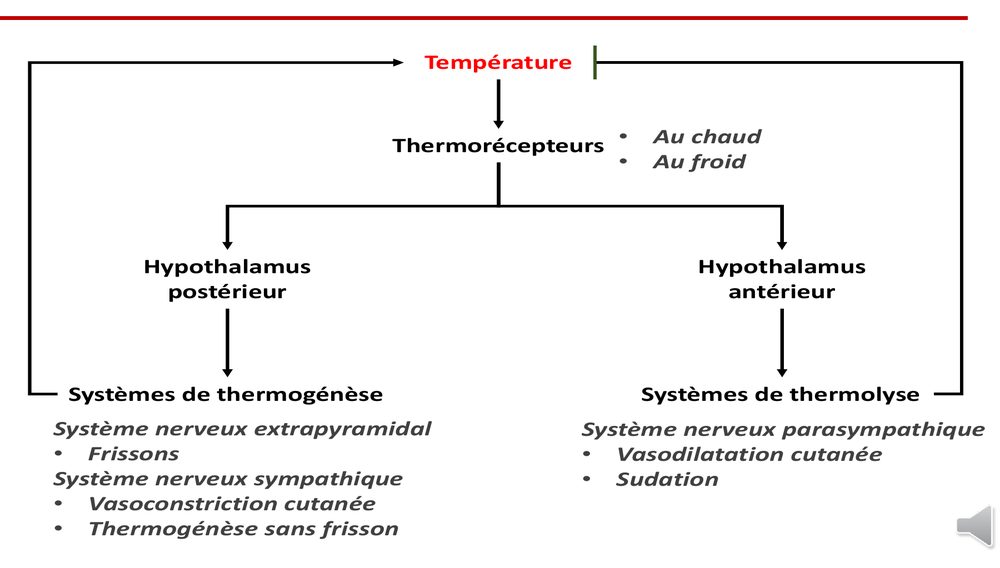 Température
Thermorécepteurs
• Au chaud
• Au froid
Hypothalamus
postérieur
Hypothalamus
antérieur
Systèmes de thermogénèse
Système nerveux extrapyramidal
• Frissons
Système nerveux sympathique
• Vasoconstriction cutanée
• Thermogénèse sans frisson
Systèmes de thermolyse
Système nerveux parasympathique
• Vasodilatation cutanée
• Sudation